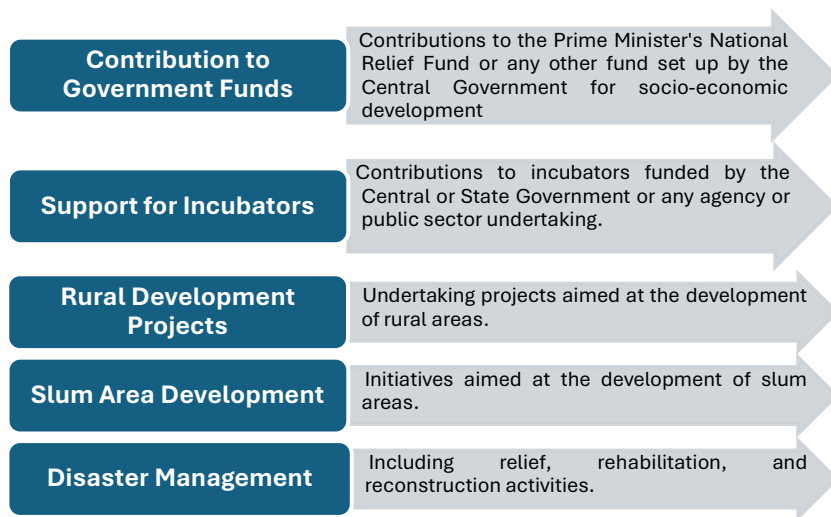 Contribution to
Government Funds
Contributions to the Prime Minister's National
Relief Fund or any other fund set up by the
Central Government for socio-economic
development
Support for Incubators
Contributions to incubators funded by the
Central or State Government or any agency or
public sector undertaking.
Rural Development
Projects
Undertaking projects aimed at the development
of rural areas.
Slum Area Development
Initiatives aimed at the development of slum
areas.
Disaster Management
Including relief, rehabilitation, and
reconstruction activities.